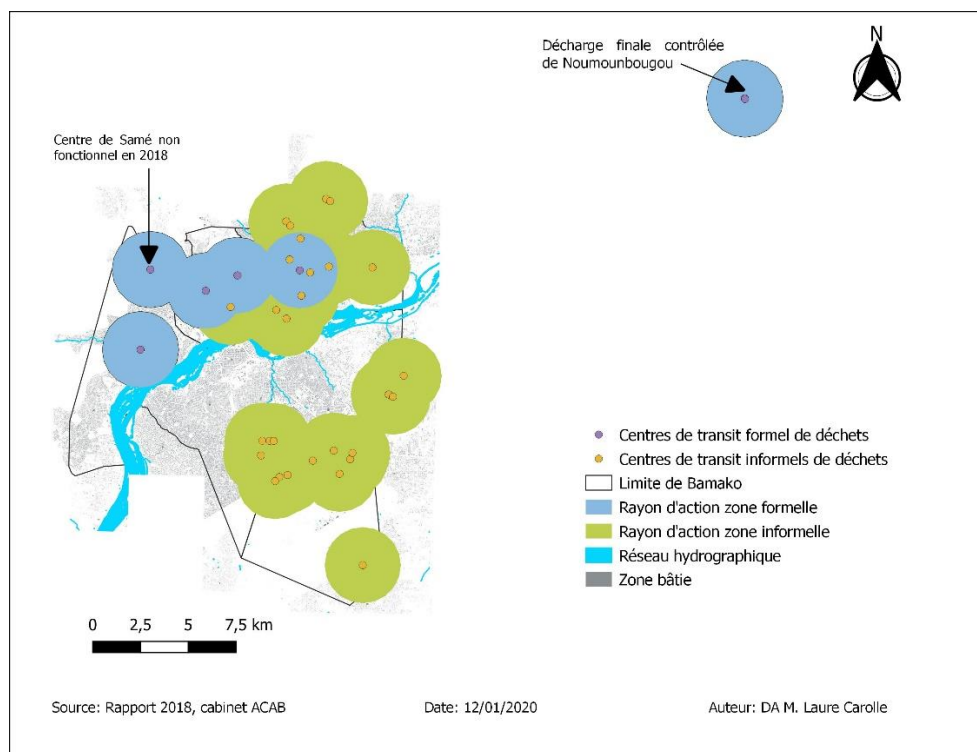 Décharge finale contrôlée
de Noumounbougou
N
Centre de Samé non
fonctionnel en 2018
Centres de transit formel de déchets
Centres de transit informels de déchets
Limite de Bamako
Rayon d'action zone formelle
Rayon d'action zone informelle
Réseau hydrographique
Zone bâtie
0 2,5 5 7,5 km
Source: Rapport 2018, cabinet ACAB Date: 12/01/2020 Auteur: DA M. Laure Carolle